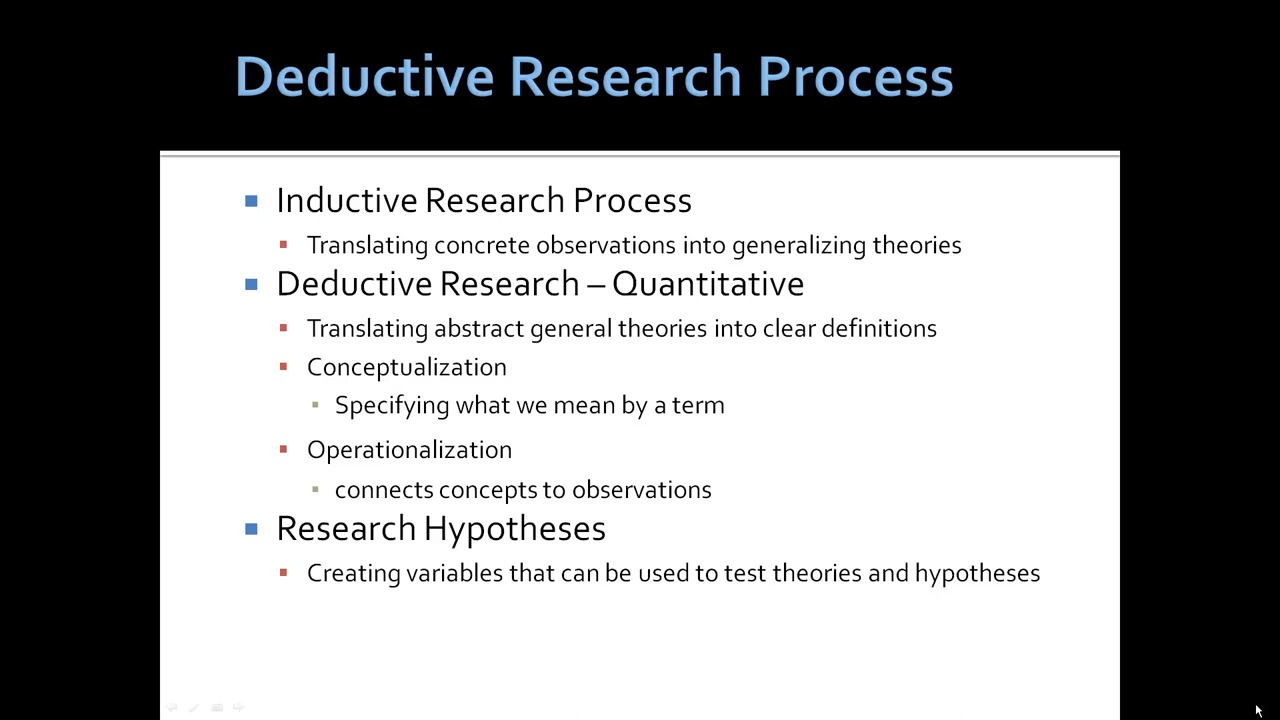 Deductive Research Process
Inductive Research Process
Translating concrete observations into generalizing theories
Deductive Research – Quantitative
Translating abstract general theories into clear definitions
Conceptualization
Specifying what we mean by a term
Operationalization
connects concepts to observations
Research Hypotheses
Creating variables that can be used to test theories and hypotheses